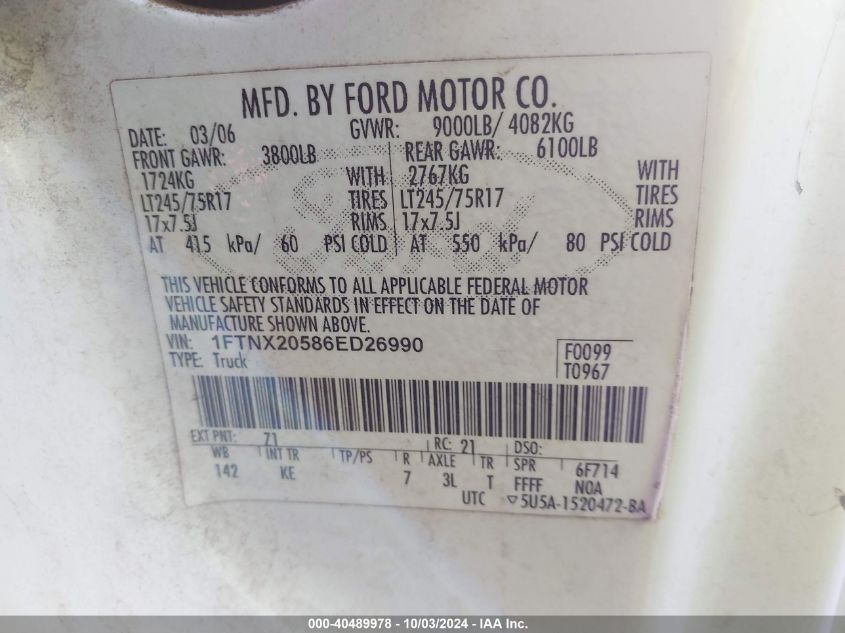 MFD. BY FORD MOTOR CO.
DATE: 03/06 GVWR: 9000LB/ 4082KG
FRONT GAWR: 3800LB REAR GAWR: 6100LB
1724KG WITH 2767KG WITH
LT245/75R17 TIRES LT245/75R17 TIRES
17x7.5J RIMS 17x7.5J RIMS
AT 415 kPa/ 60 PSI COLD AT 550 kPa/ 80 PSI COLD
THIS VEHICLE CONFORMS TO ALL APPLICABLE FEDERAL MOTOR
VEHICLE SAFETY STANDARDS IN EFFECT ON THE DATE OF
MANUFACTURE SHOWN ABOVE.
VIN: 1FTNX20586ED26990 F0099
TYPE: Truck T0967
EXT PNT: Z1 RC: 21 DSO:
WB INT TR TP/PS R AXLE TR SPR 6F714
142 KE 7 3L T FFFF NOA
UTC ▽5U5A-1520472-BA
000-40489978 - 10/03/2024 - IAA Inc.